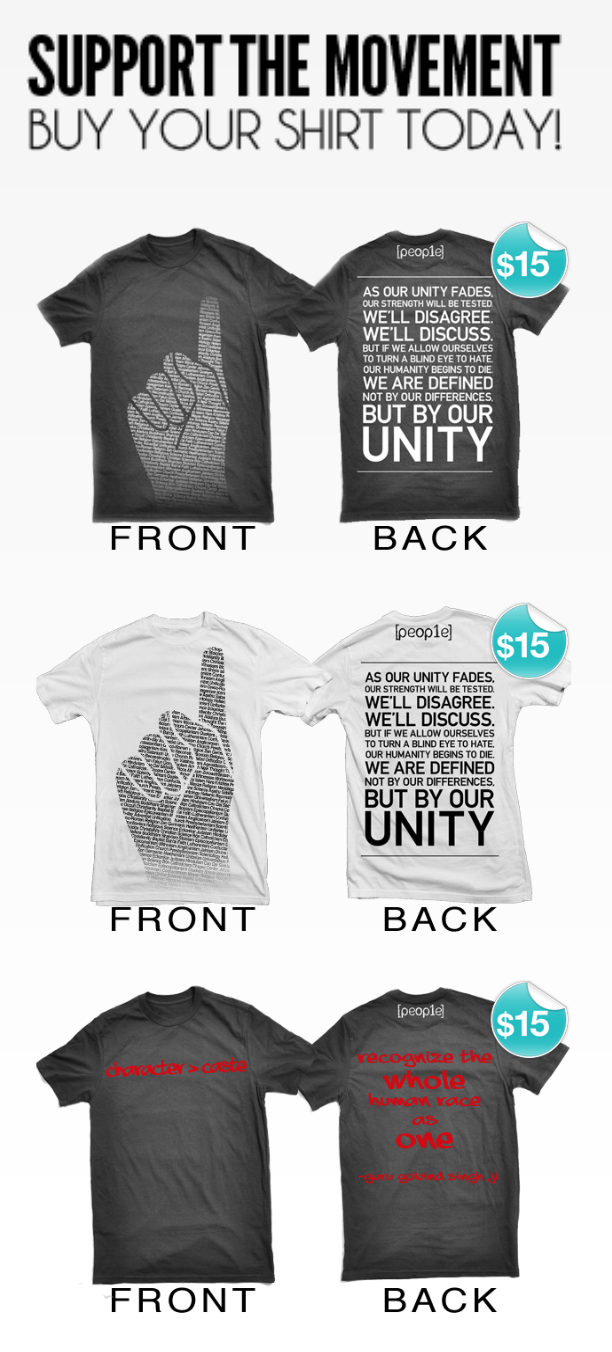 SUPPORT THE MOVEMENT
BUY YOUR SHIRT TODAY!
[peop1e]
$15
AS OUR UNITY FADES,
OUR STRENGTH WILL BE TESTED.
WE'LL DISAGREE.
WE'LL DISCUSS.
BUT IF WE ALLOW OURSELVES
TO TURN A BLIND EYE TO HATE,
OUR HUMANITY BEGINS TO DIE.
WE ARE DEFINED
NOT BY OUR DIFFERENCES,
BUT BY OUR
UNITY
FRONT
BACK
[peop1e]
$15
AS OUR UNITY FADES,
OUR STRENGTH WILL BE TESTED.
WE'LL DISAGREE.
WE'LL DISCUSS.
BUT IF WE ALLOW OURSELVES
TO TURN A BLIND EYE TO HATE,
OUR HUMANITY BEGINS TO DIE.
WE ARE DEFINED
NOT BY OUR DIFFERENCES,
BUT BY OUR
UNITY
FRONT
BACK
character > caste
[peop1e]
$15
recognize the
whole
human race
as
one
-guru gobind singh ji
FRONT
BACK